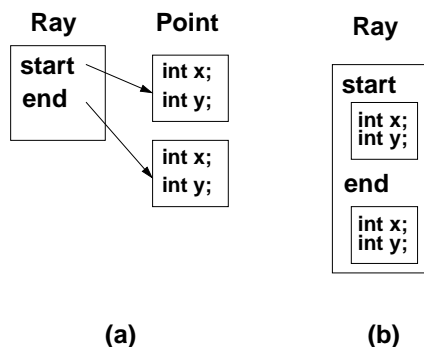 Ray
start
end
Point
int x;
int y;
int x;
int y;
(a)
Ray
start
int x;
int y;
end
int x;
int y;
(b)